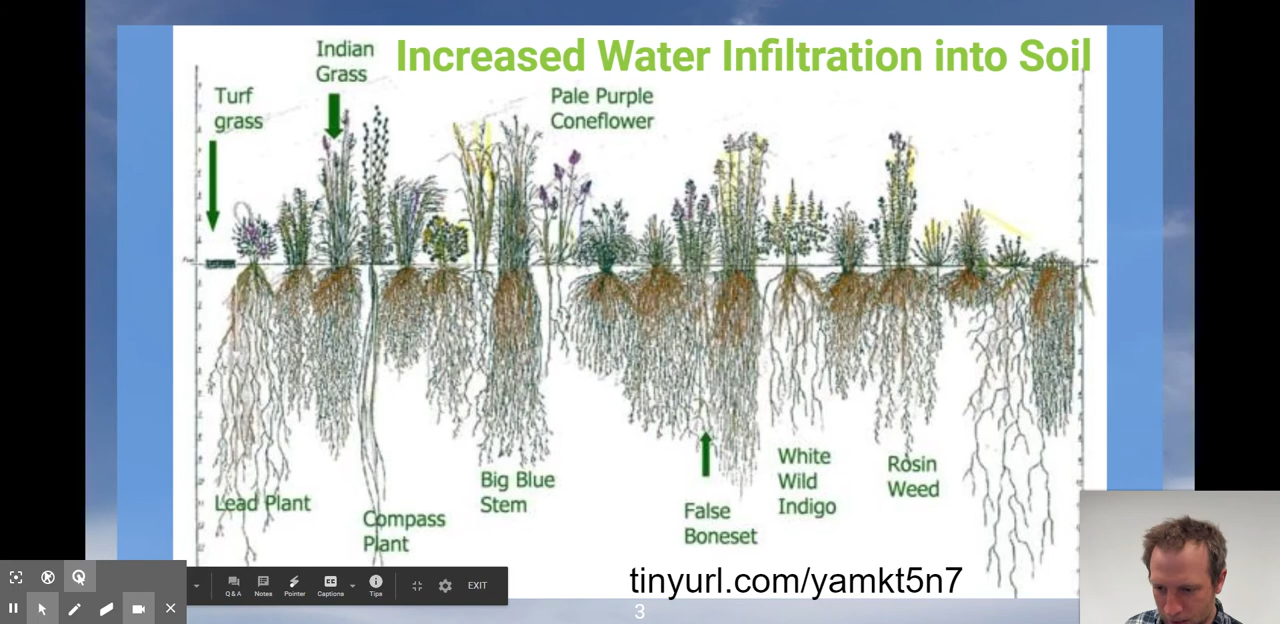 Increased Water Infiltration into Soil
Indian
Grass
Turf
grass
Pale Purple
Coneflower
Lead Plant
Compass
Plant
Big Blue
Stem
False
Boneset
White
Wild
Indigo
Rosin
Weed
tinyurl.com/yamkt5n7
Q & A
Notes
Pointer
CC
Captions
Tips
EXIT
3